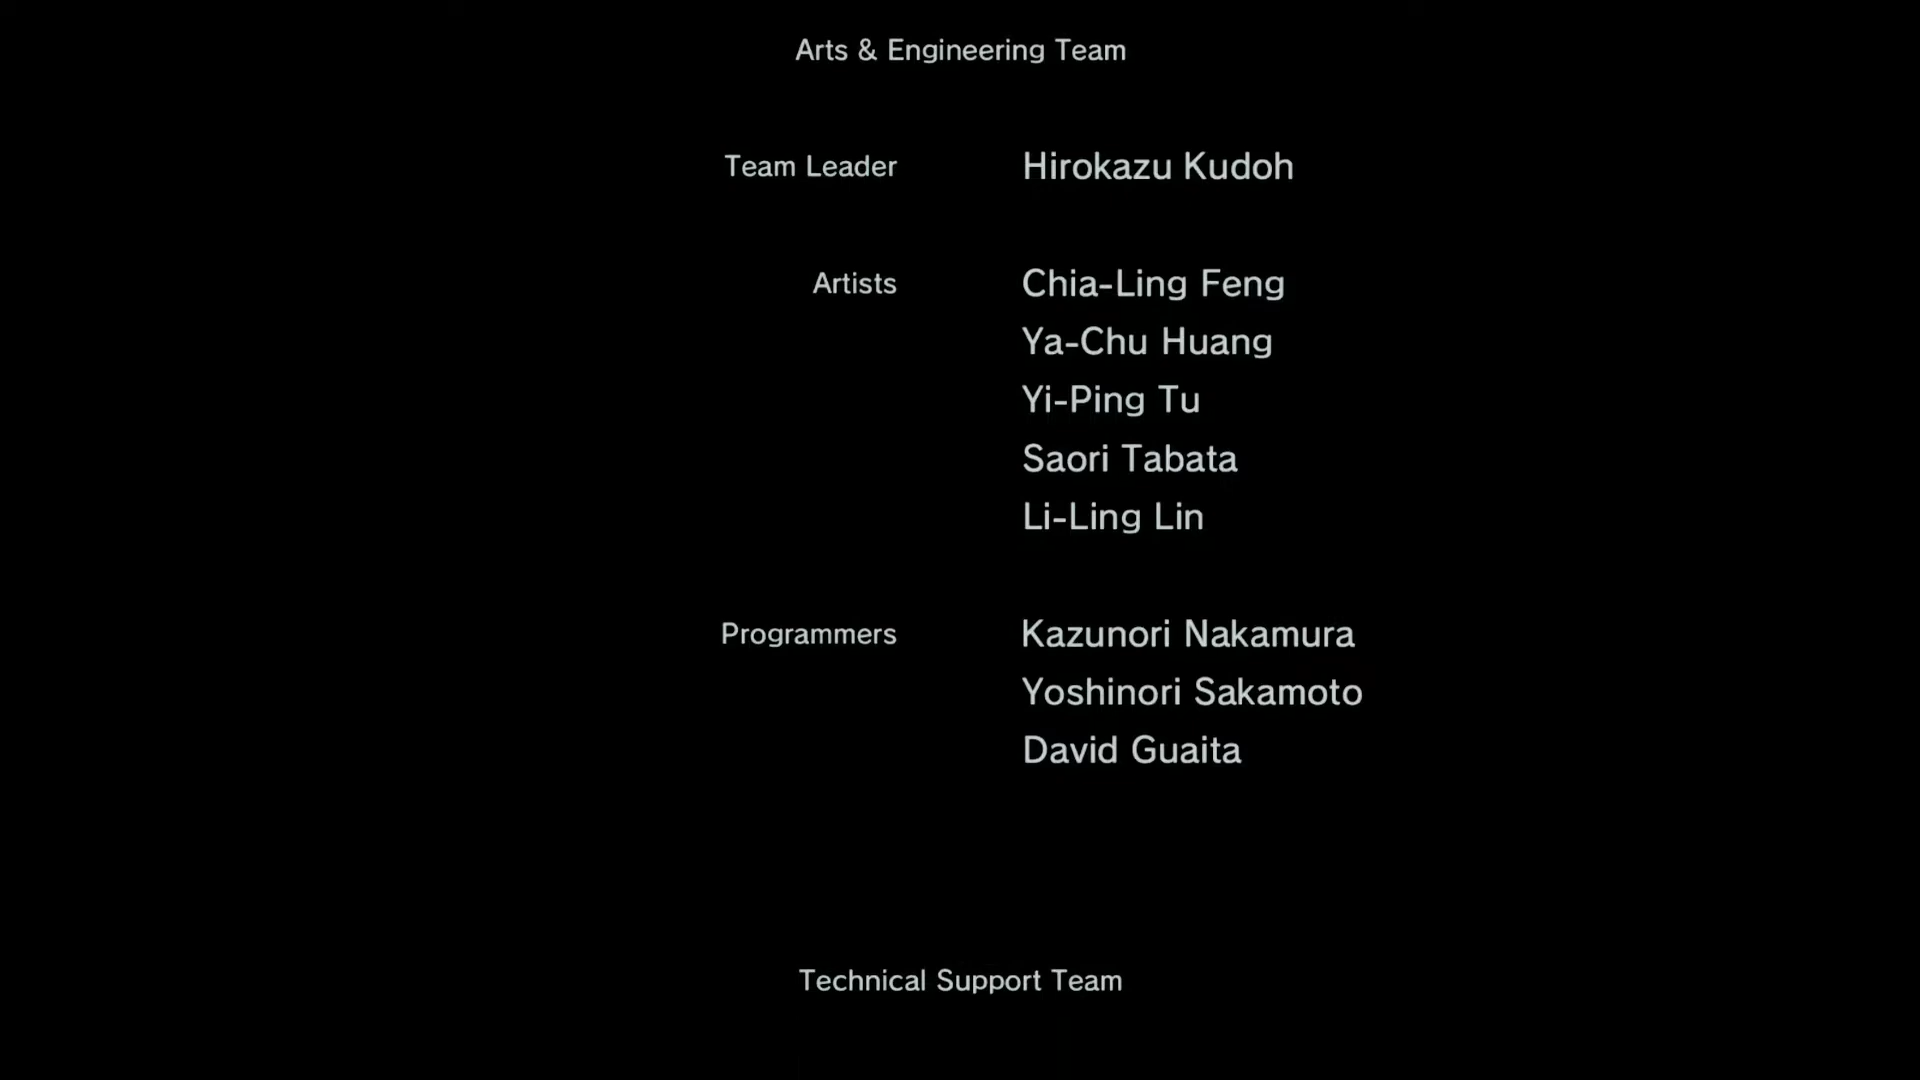 Arts & Engineering Team
Team Leader Hirokazu Kudoh
Artists Chia-Ling Feng
Ya-Chu Huang
Yi-Ping Tu
Saori Tabata
Li-Ling Lin
Programmers Kazunori Nakamura
Yoshinori Sakamoto
David Guaita
Technical Support Team